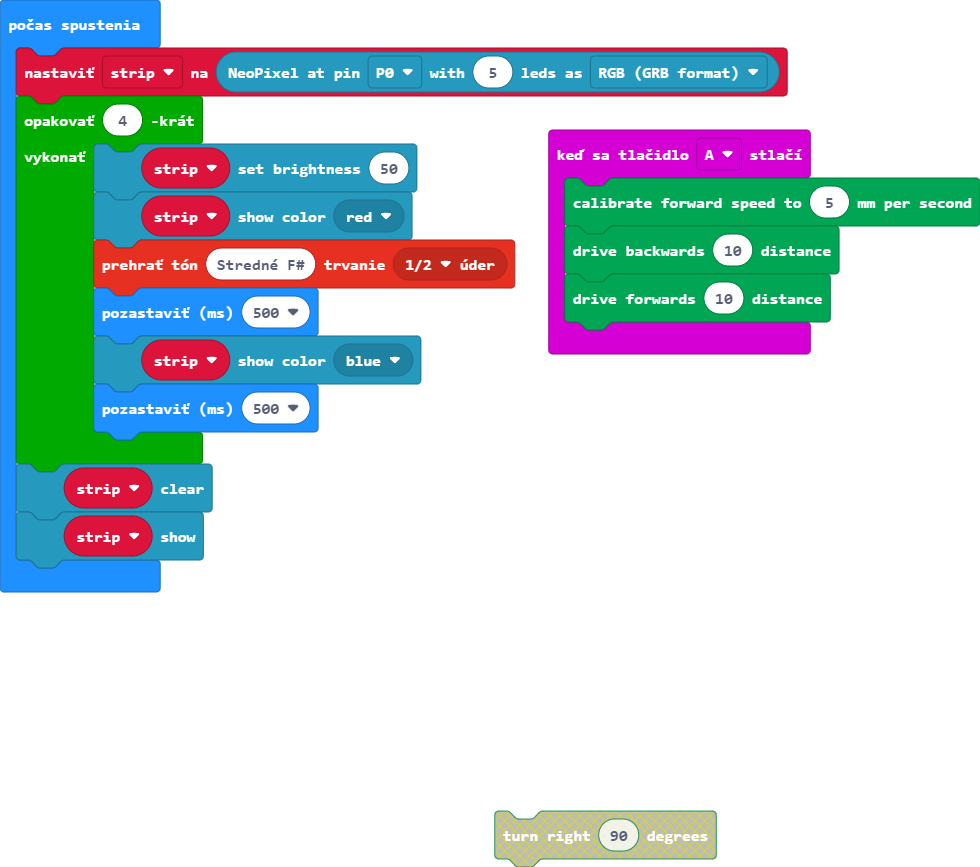 počas spustenia
nastaviť strip na NeoPixel at pin P0 with 5 leds as RGB (GRB format)
opakovať 4 -krát
vykonať
strip set brightness 50
strip show color red
prehrať tón Stredné F# trvanie 1/2 úder
pozastaviť (ms) 500
strip show color blue
pozastaviť (ms) 500
strip clear
strip show
keď sa tlačidlo A stlačí
calibrate forward speed to 5 mm per second
drive backwards 10 distance
drive forwards 10 distance
turn right 90 degrees